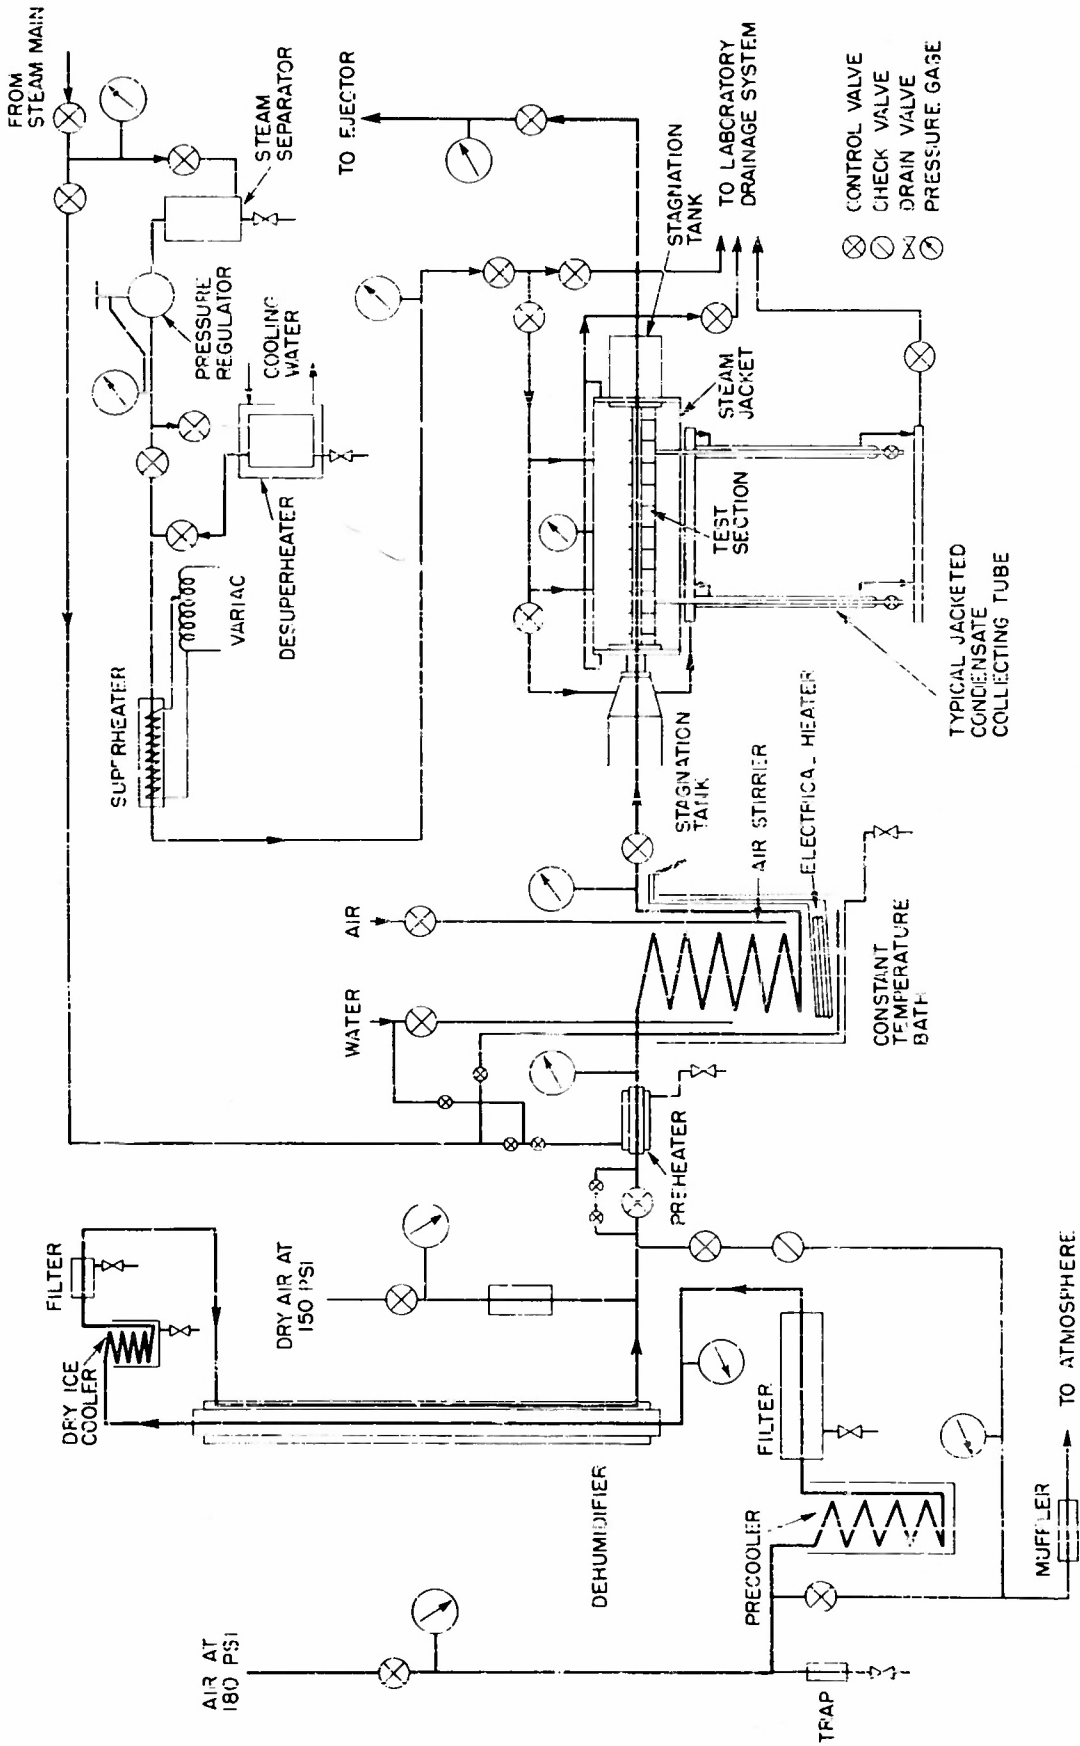 FROM
STEAM MAIN
STEAM
SEPARATOR
PRESSURE
REGULATOR
COOLING
WATER
DESUPERHEATER
VARIAC
SUPERHEATER
TO EJECTOR
STAGNATION
TANK
TO LABORATORY
DRAINAGE SYSTEM
CONTROL VALVE
CHECK VALVE
DRAIN VALVE
PRESSURE GAGE
STEAM
JACKET
TEST
SECTION
TYPICAL JACKETED
CONDENSATE
COLLECTING TUBE
STAGNATION
TANK
AIR STIRRER
ELECTRICAL HEATER
AIR
WATER
CONSTANT
TEMPERATURE
BATH
PREHEATER
FILTER
DRY ICE
COOLER
DRY AIR AT
150 PSI
DEHUMIDIFIER
FILTER
PRECOOLER
AIR AT
180 PSI
TRAP
MUFFLER
TO ATMOSPHERE